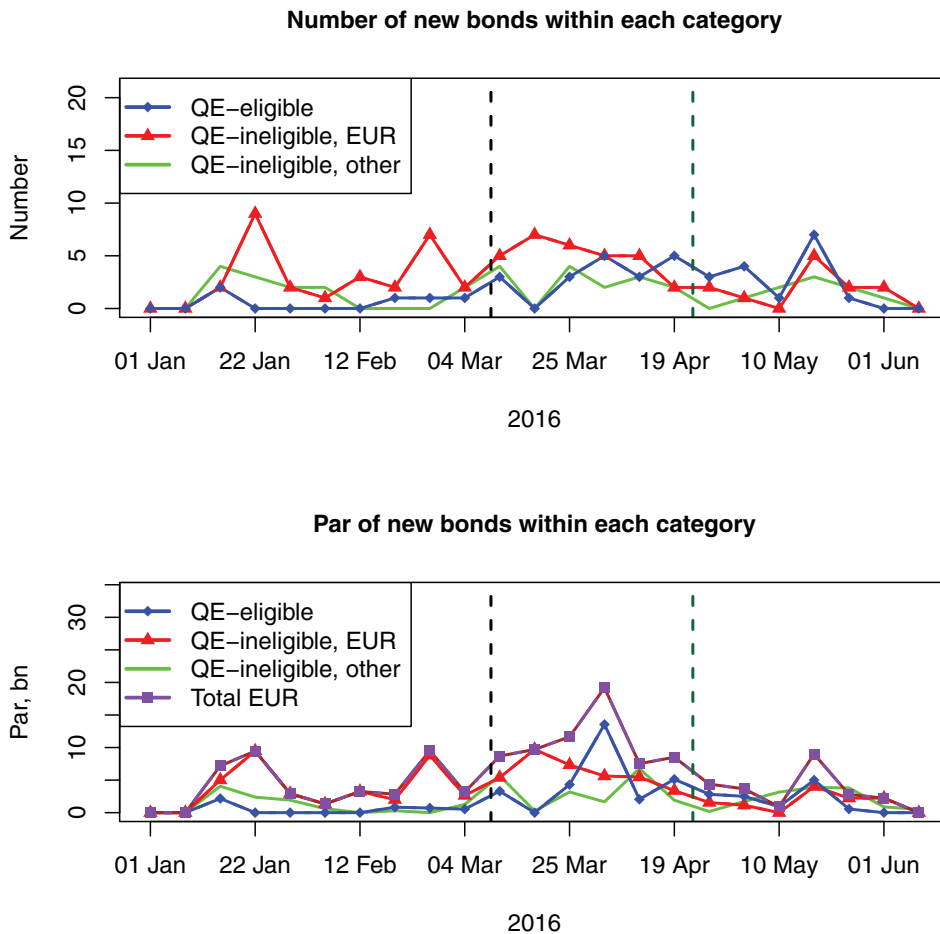 Number of new bonds within each category
20
15
10
5
0
Number
QE−eligible
QE−ineligible, EUR
QE−ineligible, other
01 Jan 22 Jan 12 Feb 04 Mar 25 Mar 19 Apr 10 May 01 Jun
2016
Par of new bonds within each category
30
20
10
0
Par, bn
QE−eligible
QE−ineligible, EUR
QE−ineligible, other
Total EUR
01 Jan 22 Jan 12 Feb 04 Mar 25 Mar 19 Apr 10 May 01 Jun
2016